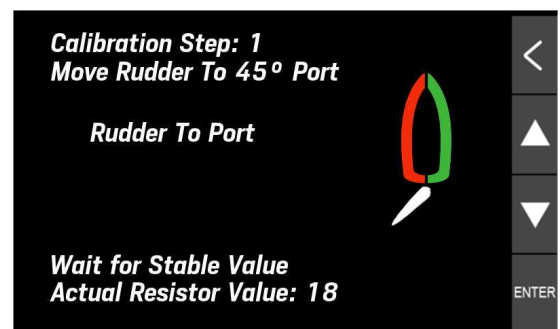 Calibration Step: 1
Move Rudder To 45º Port
Rudder To Port
Wait for Stable Value
Actual Resistor Value: 18
ENTER